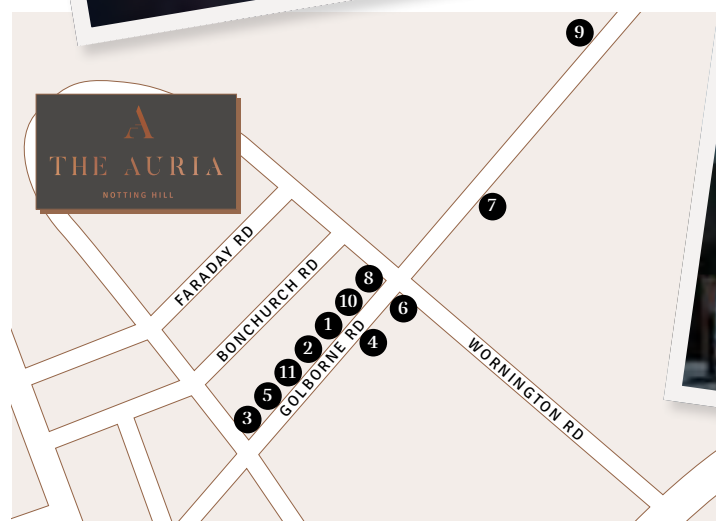 9
A
THE AURIA
NOTTING HILL
7
FARADAY RD
BONCHURCH RD
8
10
6
1
4
2
11
5
3
GOLBORNE RD
WORNINGTON RD